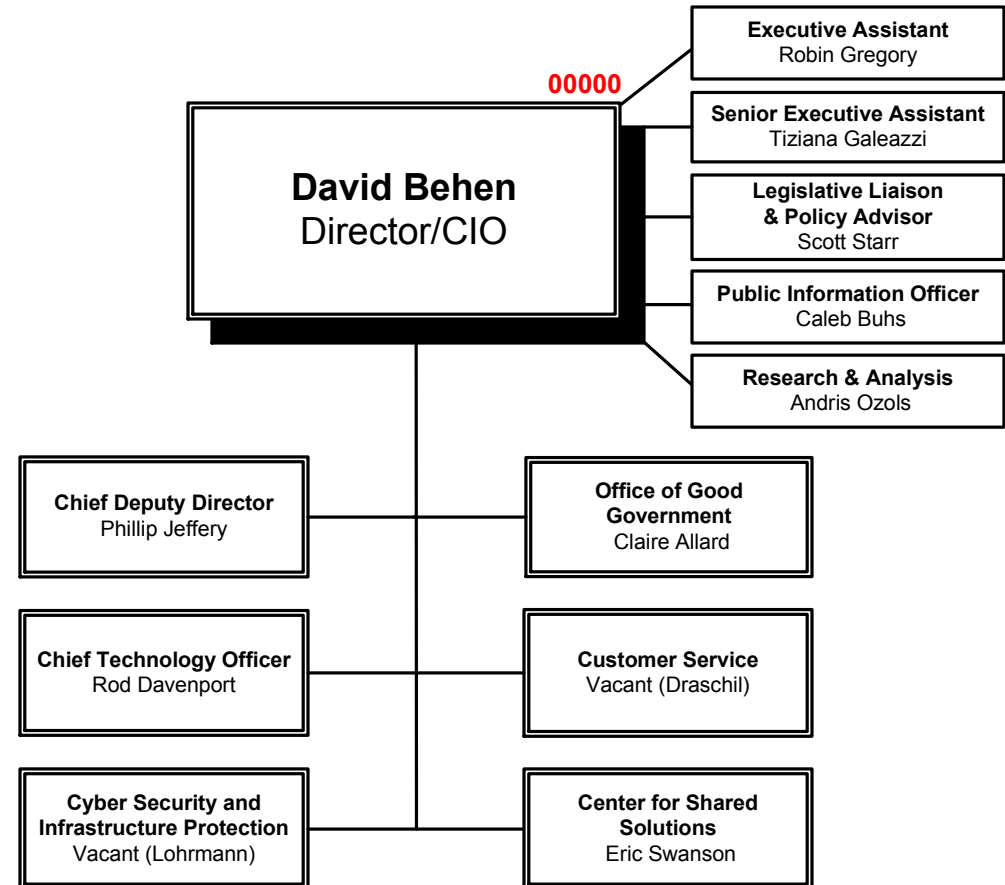 Executive Assistant
Robin Gregory
00000
Senior Executive Assistant
Tiziana Galeazzi
David Behen
Director/CIO
Legislative Liaison
& Policy Advisor
Scott Starr
Public Information Officer
Caleb Buhs
Research & Analysis
Andris Ozols
Chief Deputy Director
Phillip Jeffery
Office of Good
Government
Claire Allard
Chief Technology Officer
Rod Davenport
Customer Service
Vacant (Draschil)
Cyber Security and
Infrastructure Protection
Vacant (Lohrmann)
Center for Shared
Solutions
Eric Swanson